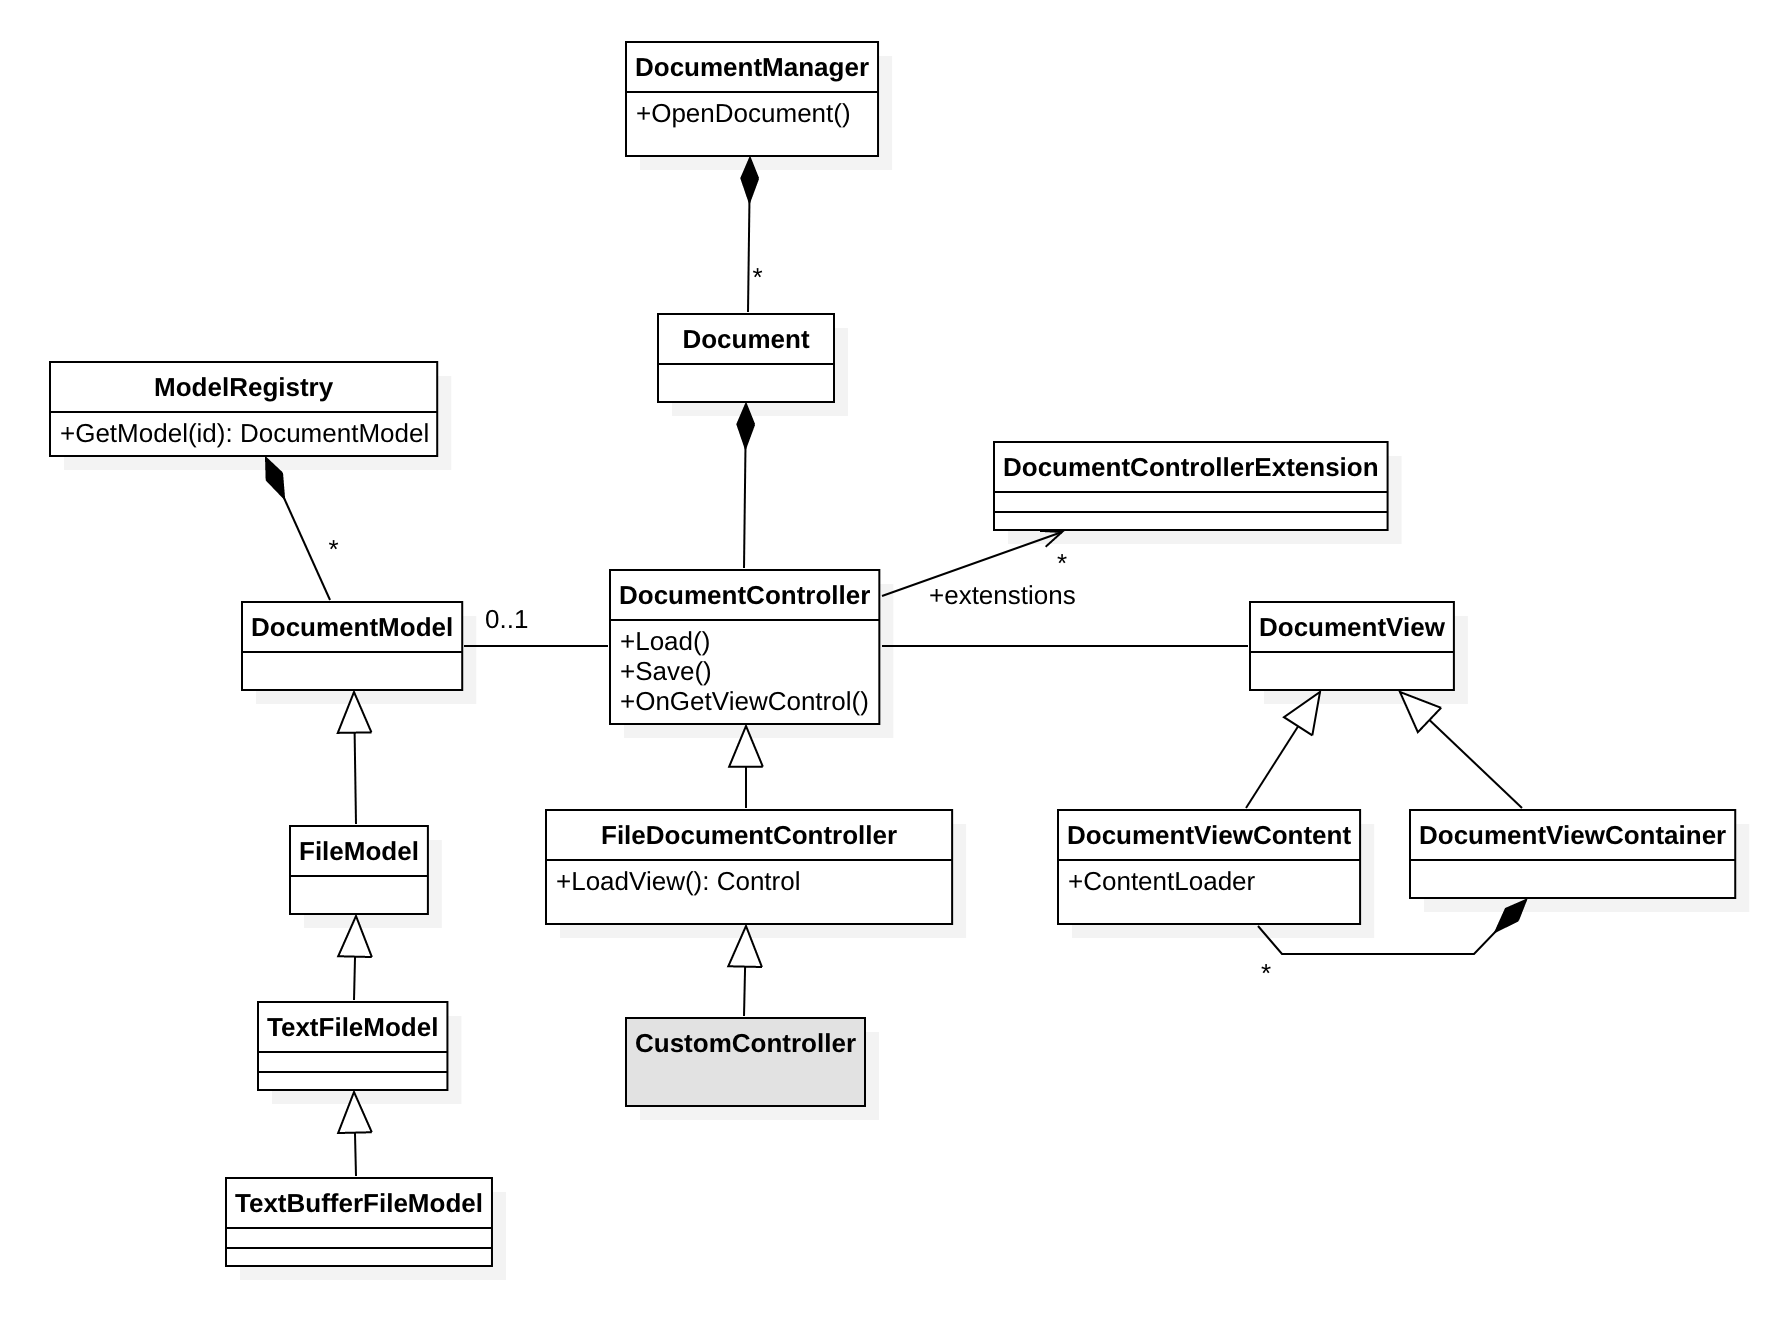 DocumentManager
+OpenDocument()
*
Document
ModelRegistry
+GetModel(id): DocumentModel
*
DocumentControllerExtension
*
+extenstions
DocumentModel
0..1
DocumentController
+Load()
+Save()
+OnGetViewControl()
DocumentView
FileModel
FileDocumentController
+LoadView(): Control
DocumentViewContent
+ContentLoader
DocumentViewContainer
*
TextFileModel
CustomController
TextBufferFileModel